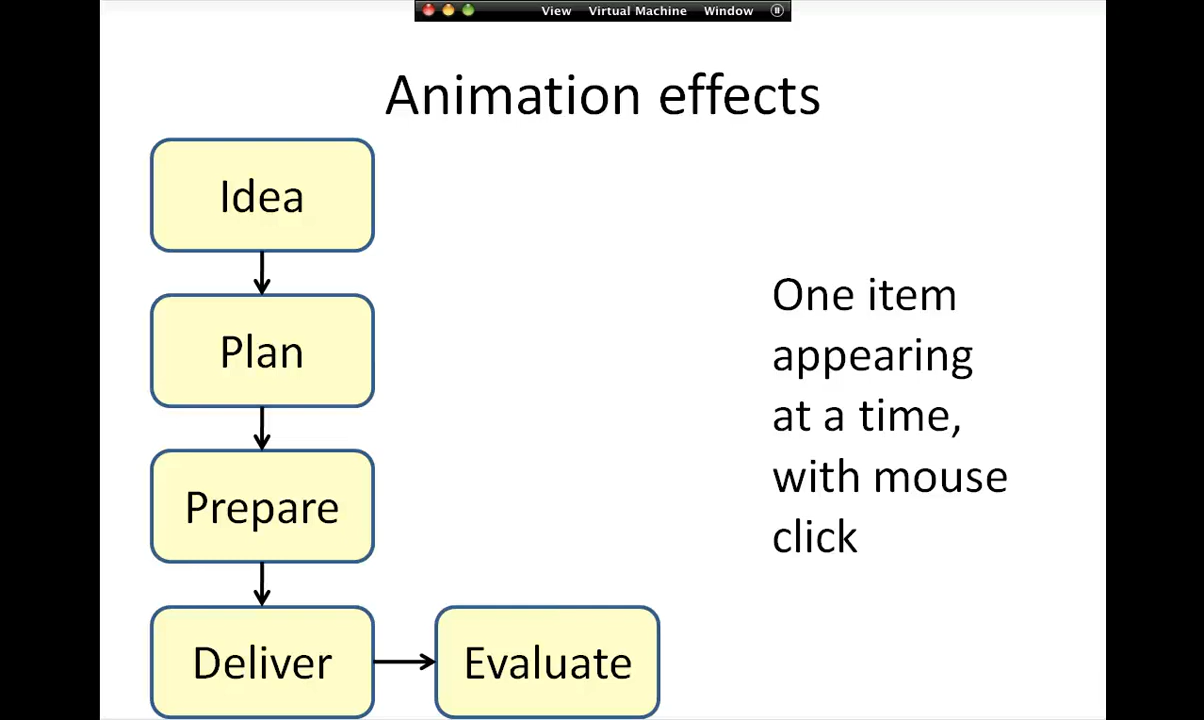 View Virtual Machine Window
Animation effects
Idea
Plan
Prepare
Deliver
Evaluate
One item
appearing
at a time,
with mouse
click